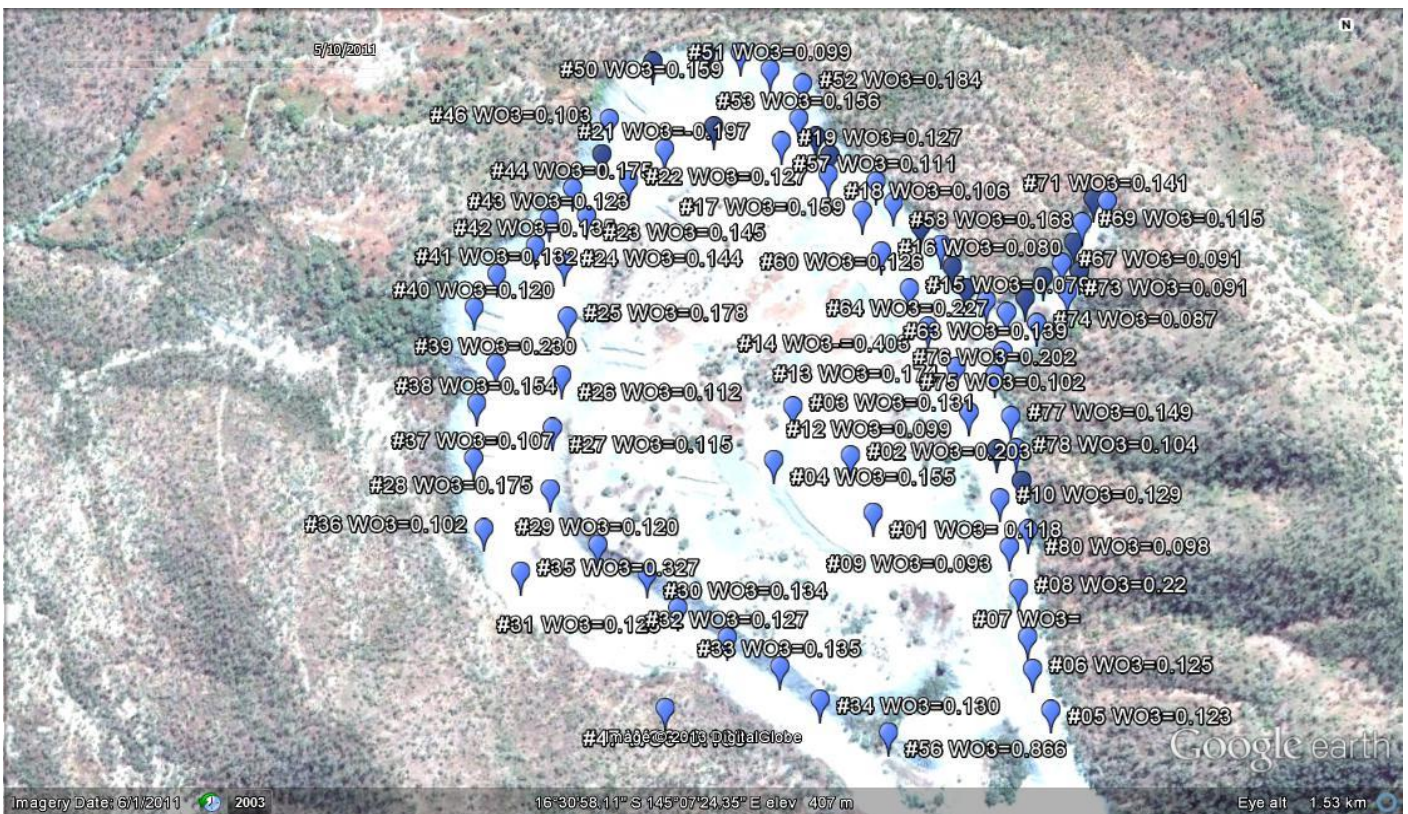 N
5/10/2011
#51 WO3=0.099
#50 WO3=0.159
#52 WO3=0.184
#53 WO3=0.156
#46 WO3=0.103
#21 WO3=-0.197
#19 WO3=0.127
#57 WO3=0.111
#44 WO3=0.175
#22 WO3=0.127
#71 WO3=0.141
#18 WO3=0.106
#43 WO3=0.123
#17 WO3=0.159
#58 WO3=0.168
#69 WO3=0.115
#42 WO3=0.135
#23 WO3=0.145
#16 WO3=0.080
#41 WO3=0.132
#24 WO3=0.144
#60 WO3=0.126
#67 WO3=0.091
#40 WO3=0.120
#15 WO3=0.07
#73 WO3=0.091
#25 WO3=0.178
#64 WO3=0.227
#74 WO3=0.087
#63 WO3=0.139
#39 WO3=0.230
#14 WO3-=0.403
#76 WO3=0.202
#13 WO3=0.174
#75 WO3=0.102
#38 WO3=0.154
#26 WO3=0.112
#03 WO3=0.131
#77 WO3=0.149
#12 WO3=0.099
#37 WO3=0.107
#27 WO3=0.115
#02 WO3=0.203
#78 WO3=0.104
#04 WO3=0.155
#28 WO3=0.175
#10 WO3=0.129
#36 WO3=0.102
#29 WO3=0.120
#01 WO3= 0.118
#80 WO3=0.098
#09 WO3=0.093
#35 WO3=0.327
#30 WO3=0.134
#08 WO3=0.22
#31 WO3=0.12
#32 WO3=0.127
#07 WO3=
#33 WO3=0.135
#06 WO3=0.125
#34 WO3=0.130
#05 WO3=0.123
#47
Image © 2013 DigitalGlobe
#56 WO3=0.866
Google earth
Imagery Date: 6/1/2011 2003 16°30'58.11" S 145°07'24.35" E elev 407 m Eye alt 1.53 km